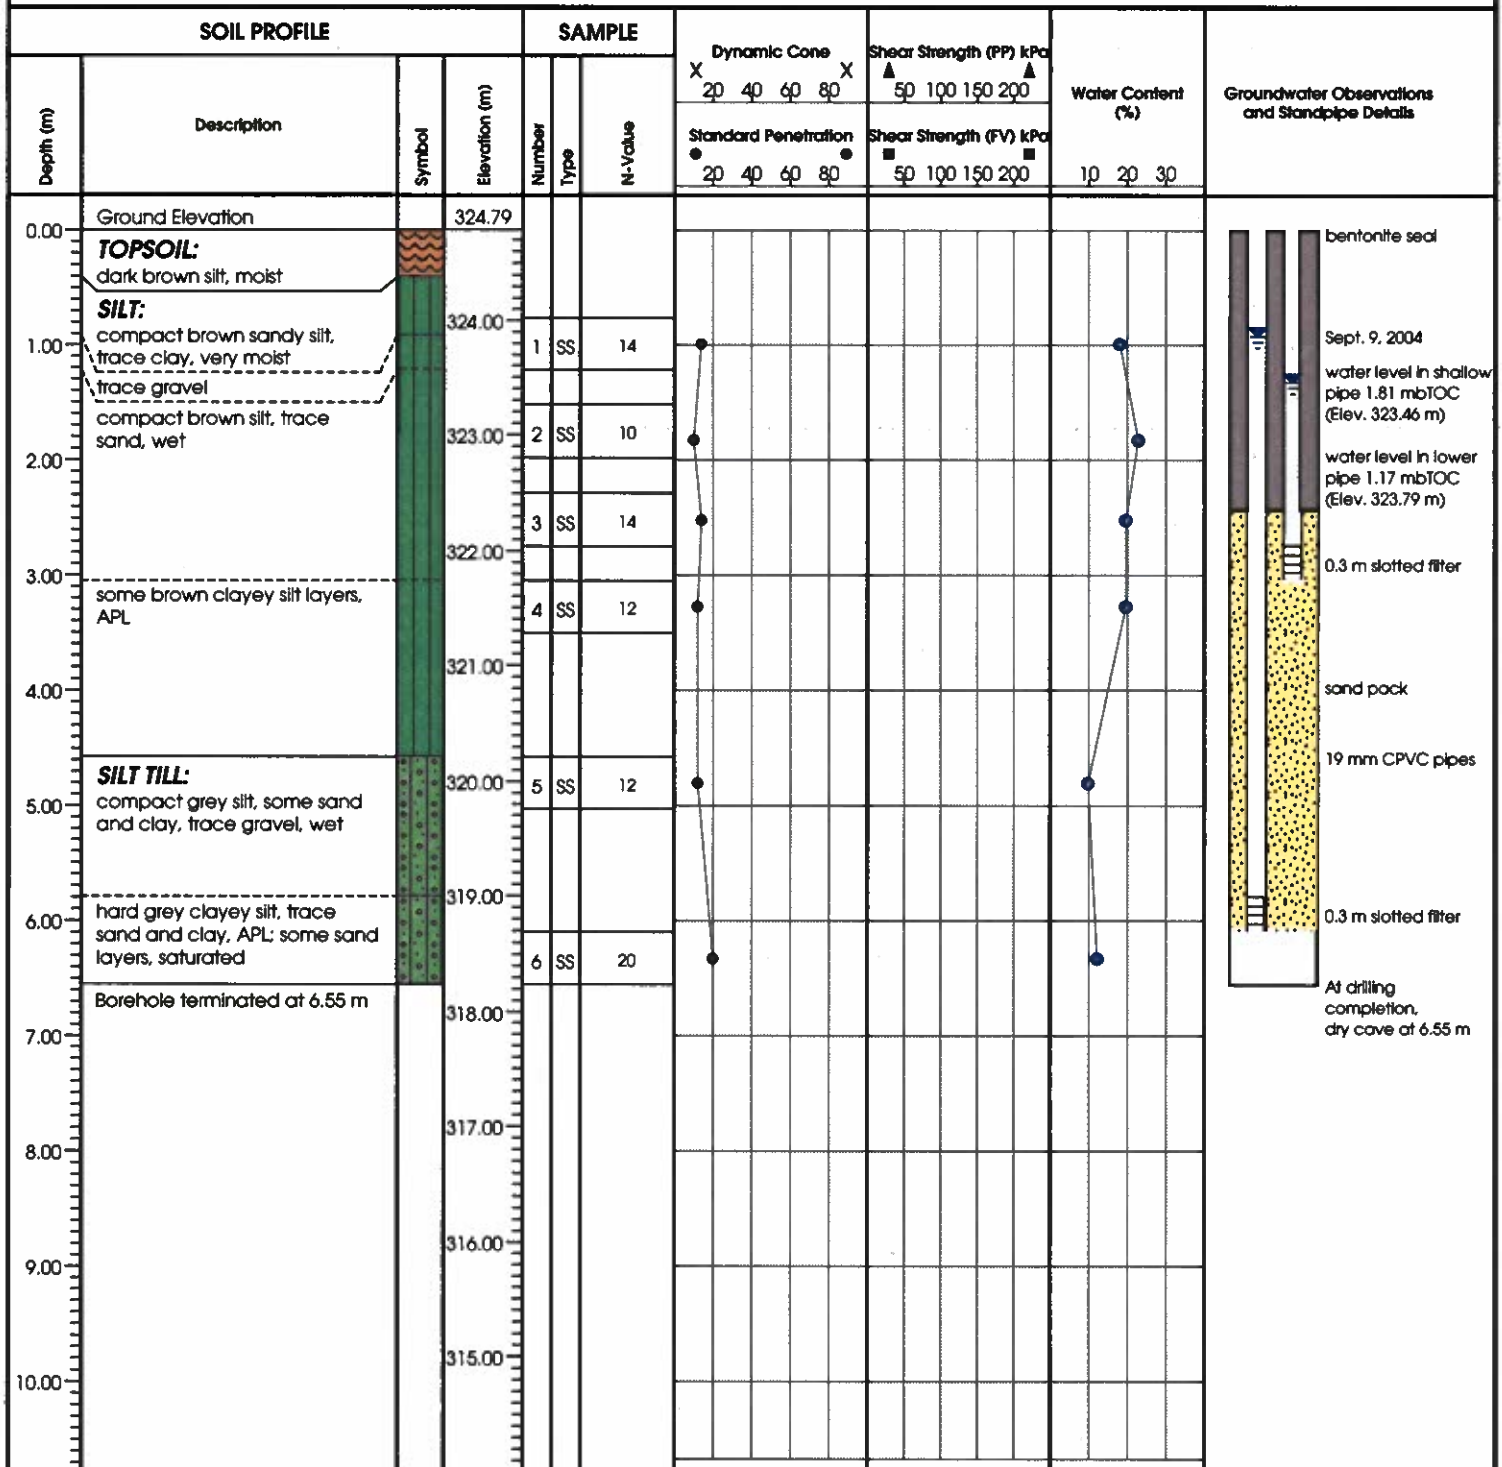 SOIL PROFILE
SAMPLE
Depth (m)
Description
Symbol
Elevation (m)
Number
Type
N-Value
Dynamic Cone
X X
20 40 60 80
Standard Penetration
20 40 60 80
Shear Strength (PP) kPa
50 100 150 200
Shear Strength (FV) kPa
50 100 150 200
Water Content
(%)
10 20 30
Groundwater Observations
and Standpipe Details
Ground Elevation
324.79
0.00
TOPSOIL:
dark brown silt, moist
SILT:
compact brown sandy silt,
trace clay, very moist
trace gravel
compact brown silt, trace
sand, wet
some brown clayey silt layers,
APL
SILT TILL:
compact grey silt, some sand
and clay, trace gravel, wet
hard grey clayey silt, trace
sand and clay, APL; some sand
layers, saturated
Borehole terminated at 6.55 m
1.00
2.00
3.00
4.00
5.00
6.00
7.00
8.00
9.00
10.00
324.00
323.00
322.00
321.00
320.00
319.00
318.00
317.00
316.00
315.00
1 SS 14
2 SS 10
3 SS 14
4 SS 12
5 SS 12
6 SS 20
bentonite seal
Sept. 9, 2004
water level in shallow
pipe 1.81 mbTOC
(Elev. 323.46 m)
water level in lower
pipe 1.17 mbTOC
(Elev. 323.79 m)
0.3 m slotted filter
sand pack
19 mm CPVC pipes
0.3 m slotted filter
At drilling
completion,
dry cave at 6.55 m